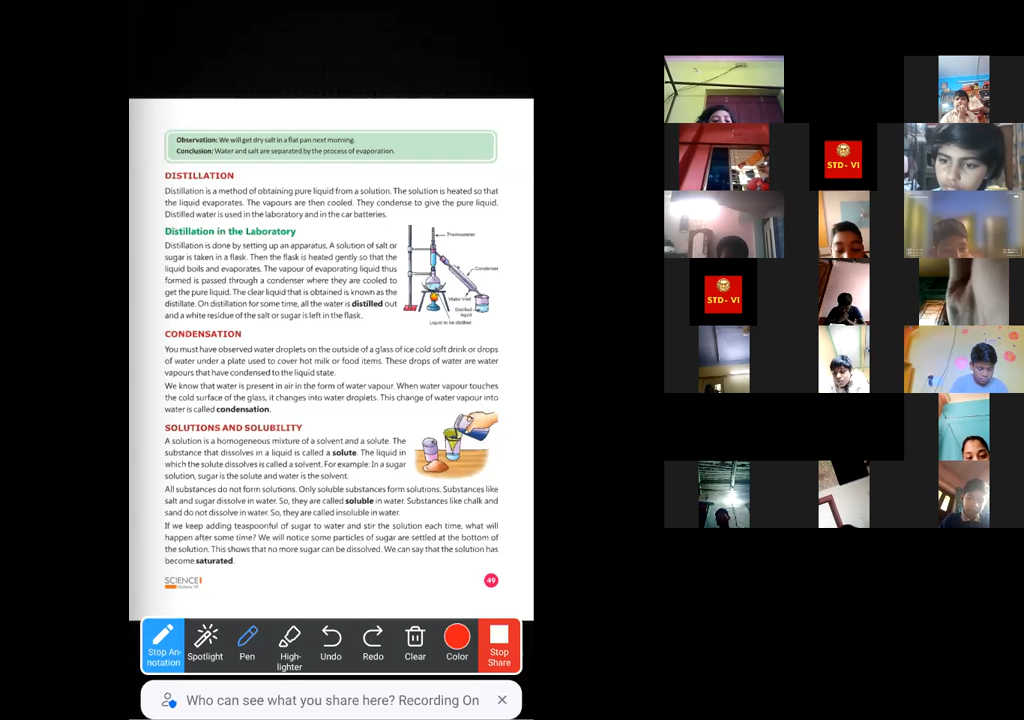 Observation: We will get dry salt in a flat pan next morning.
Conclusion: Water and salt are separated by the process of evaporation.
DISTILLATION
Distillation is a method of obtaining pure liquid from a solution. The solution is heated so that
the liquid evaporates. The vapours are then cooled. They condense to give the pure liquid.
Distilled water is used in the laboratory and in the car batteries.
Distillation in the Laboratory
Distillation is done by setting up an apparatus. A solution of salt or
sugar is taken in a flask. Then the flask is heated gently so that the
liquid boils and evaporates. The vapour of evaporating liquid thus
formed is passed through a condenser where they are cooled to
get the pure liquid. The clear liquid that is obtained is known as the
distillate. On distillation for some time, all the water is distilled out
and a white residue of the salt or sugar is left in the flask.
Thermometer
Condenser
Water inlet
Distilled
liquid
Liquid to be distiller
CONDENSATION
You must have observed water droplets on the outside of a glass of ice cold soft drink or drops
of water under a plate used to cover hot milk or food items. These drops of water are water
vapours that have condensed to the liquid state.
We know that water is present in air in the form of water vapour. When water vapour touches
the cold surface of the glass, it changes into water droplets. This change of water vapour into
water is called condensation.
SOLUTIONS AND SOLUBILITY
A solution is a homogeneous mixture of a solvent and a solute. The
substance that dissolves in a liquid is called a solute. The liquid in
which the solute dissolves is called a solvent. For example: In a sugar
solution, sugar is the solute and water is the solvent.
All substances do not form solutions. Only soluble substances form solutions. Substances like
salt and sugar dissolve in water. So, they are called soluble in water. Substances like chalk and
sand do not dissolve in water. So, they are called insoluble in water.
If we keep adding teaspoonful of sugar to water and stir the solution each time, what will
happen after some time? We will notice some particles of sugar are settled at the bottom of
the solution. This shows that no more sugar can be dissolved. We can say that the solution has
become saturated.
SCIENCE
49
Stop An-
notation
Spotlight
Pen
High-
lighter
Undo
Redo
Clear
Color
Stop
Share
Who can see what you share here? Recording On
STD- VI
STD- VI